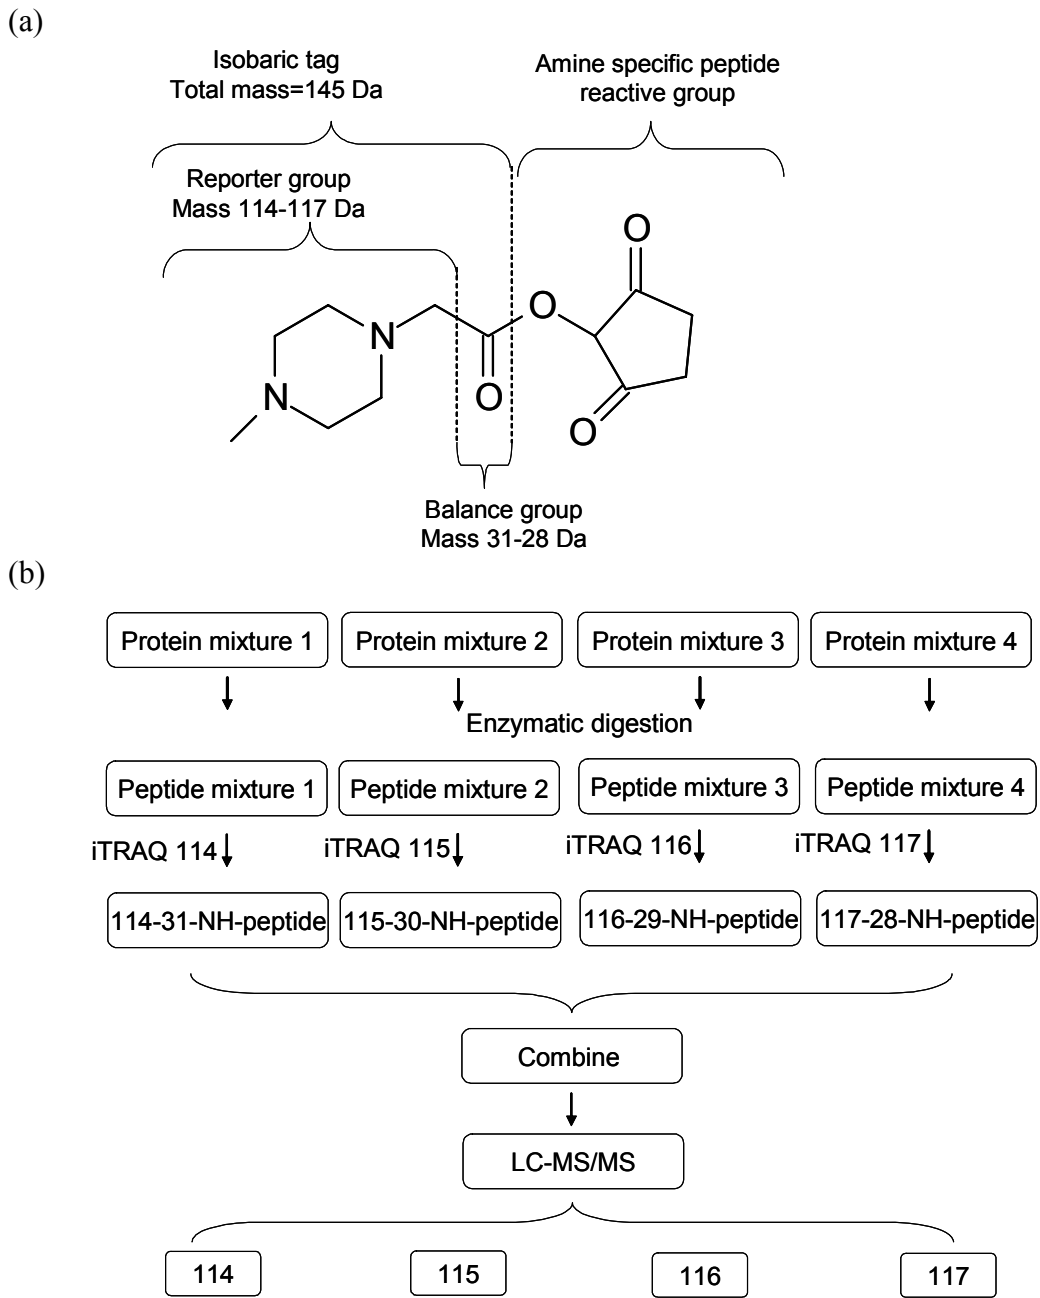 (a)
Isobaric tag
Total mass=145 Da
Amine specific peptide
reactive group
Reporter group
Mass 114-117 Da
O
O
N
N
O
O
Balance group
Mass 31-28 Da
(b)
Protein mixture 1
Protein mixture 2
Protein mixture 3
Protein mixture 4
Enzymatic digestion
Peptide mixture 1
Peptide mixture 2
Peptide mixture 3
Peptide mixture 4
iTRAQ 114
iTRAQ 115
iTRAQ 116
iTRAQ 117
114-31-NH-peptide
115-30-NH-peptide
116-29-NH-peptide
117-28-NH-peptide
Combine
LC-MS/MS
114
115
116
117